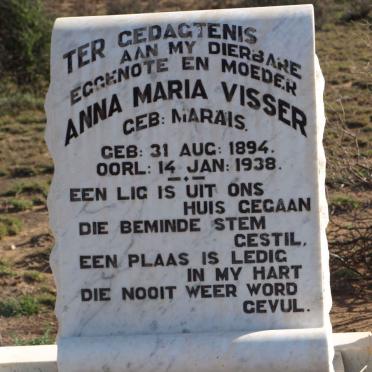 TER GEDAGTENIS
AAN MY DIERBARE
EGGENOTE EN MOEDER
ANNA MARIA VISSER
GEB: MARAIS.
GEB: 31 AUG: 1894.
OORL: 14 JAN: 1938.
EEN LIG IS UIT ONS
HUIS GEGAAN
DIE BEMINDE STEM
GESTIL,
EEN PLAAS IS LEDIG
IN MY HART
DIE NOOIT WEER WORD
GEVUL.